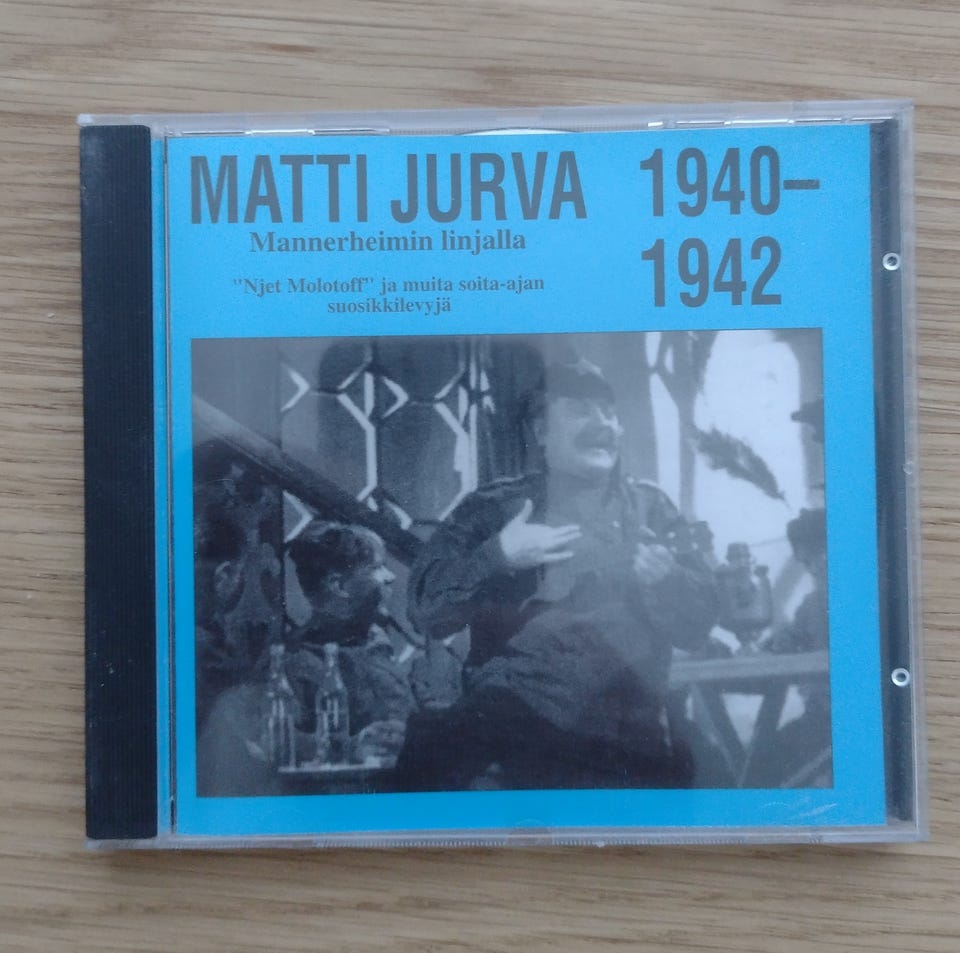 MATTI JURVA 1940–
1942
Mannerheimin linjalla
"Njet Molotoff" ja muita soita-ajan
suosikkilevyjä